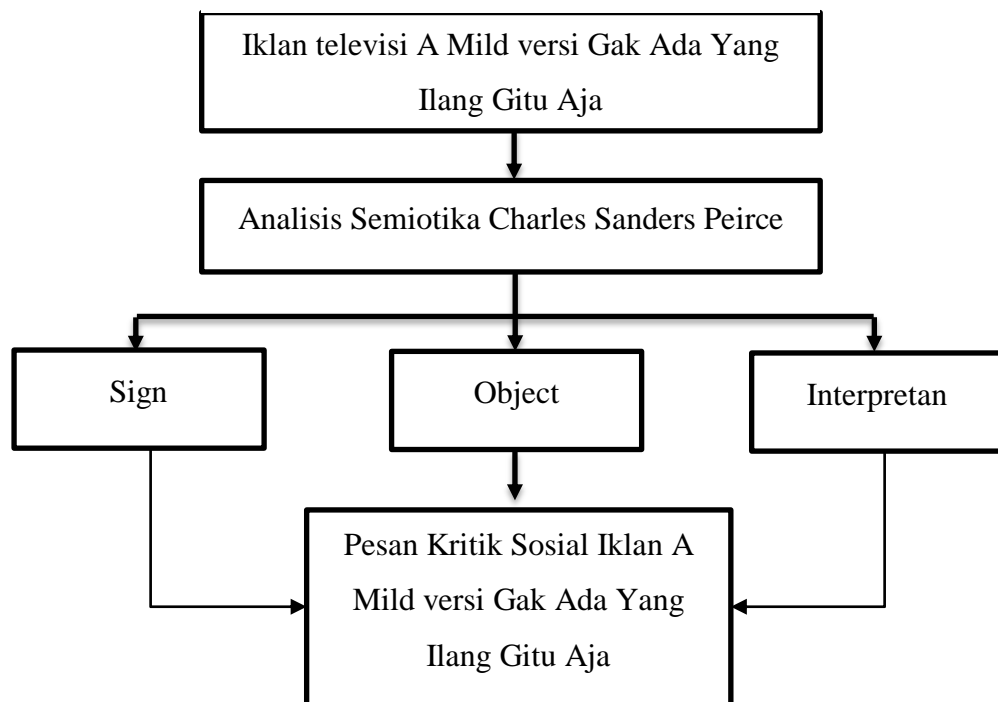 Iklan televisi A Mild versi Gak Ada Yang
Ilang Gitu Aja
Analisis Semiotika Charles Sanders Peirce
Sign
Object
Interpretan
Pesan Kritik Sosial Iklan A
Mild versi Gak Ada Yang
Ilang Gitu Aja